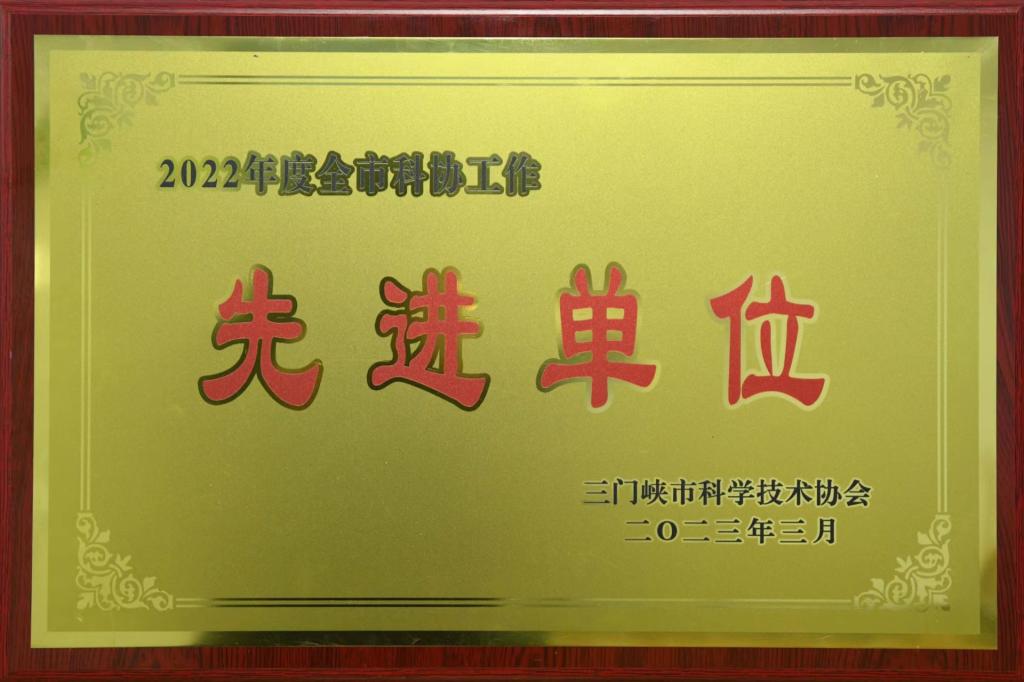 2022年度全市科协工作
先进单位
三门峡市科学技术协会
二〇二三年三月